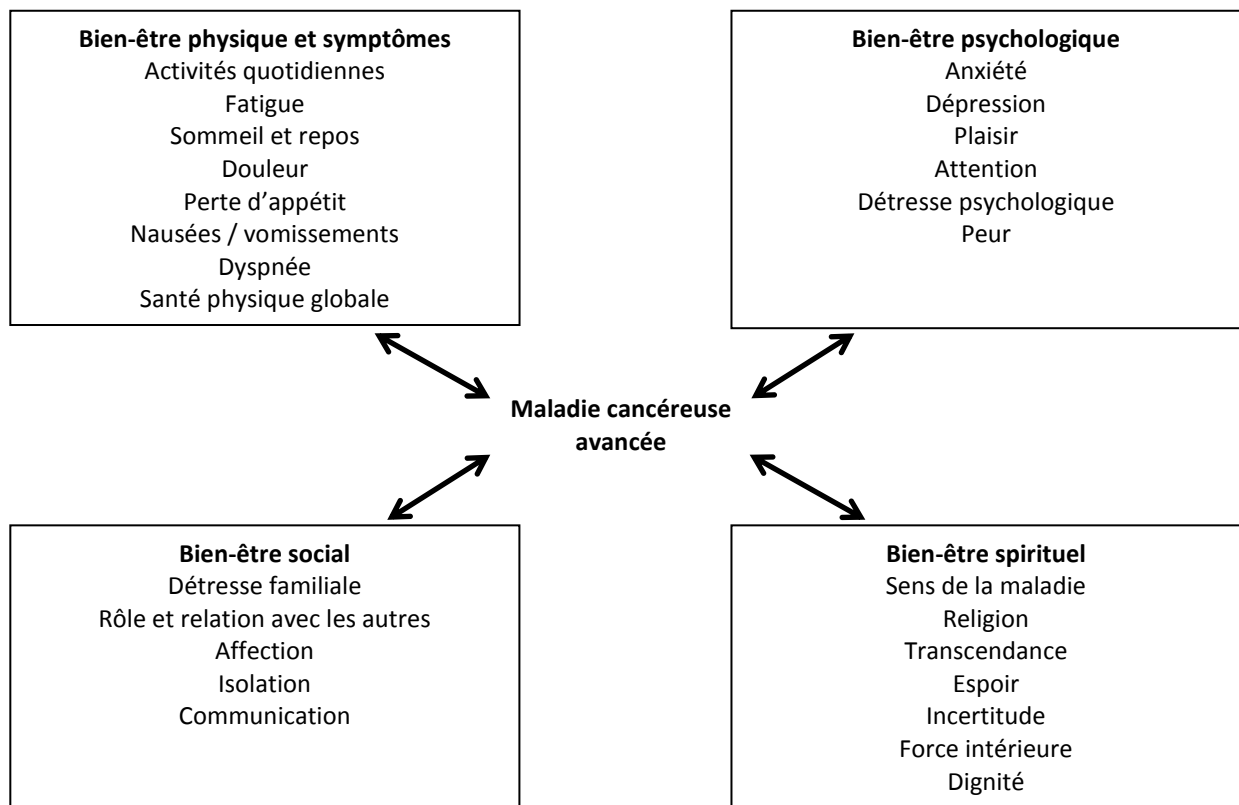 Bien-être physique et symptômes
Activités quotidiennes
Fatigue
Sommeil et repos
Douleur
Perte d’appétit
Nausées / vomissements
Dyspnée
Santé physique globale
Bien-être psychologique
Anxiété
Dépression
Plaisir
Attention
Détresse psychologique
Peur
Maladie cancéreuse
avancée
Bien-être social
Détresse familiale
Rôle et relation avec les autres
Affection
Isolation
Communication
Bien-être spirituel
Sens de la maladie
Religion
Transcendance
Espoir
Incertitude
Force intérieure
Dignité